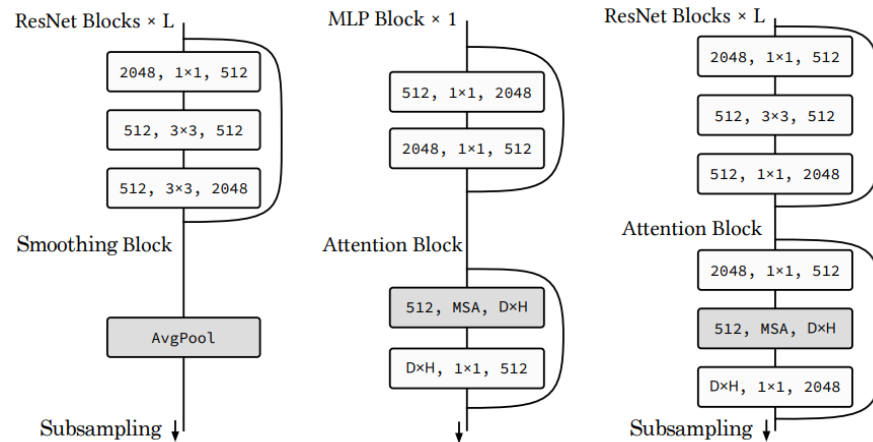 ResNet Blocks × L
2048, 1×1, 512
512, 3×3, 512
512, 3×3, 2048
Smoothing Block
AvgPool
Subsampling ↓
MLP Block × 1
512, 1×1, 2048
2048, 1×1, 512
Attention Block
512, MSA, D×H
D×H, 1×1, 512
↓
ResNet Blocks × L
2048, 1×1, 512
512, 3×3, 512
512, 1×1, 2048
Attention Block
2048, 1×1, 512
512, MSA, D×H
D×H, 1×1, 2048
Subsampling ↓